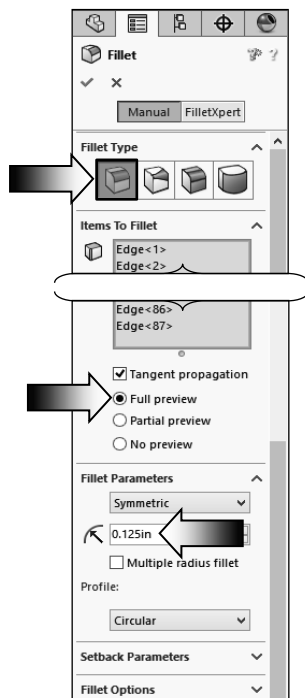 Fillet
?
Manual FilletXpert
Fillet Type
Items To Fillet
Edge<1>
Edge<2>
Edge<86>
Edge<87>
Tangent propagation
Full preview
Partial preview
No preview
Fillet Parameters
Symmetric
0.125in
Multiple radius fillet
Profile:
Circular
Setback Parameters
Fillet Options